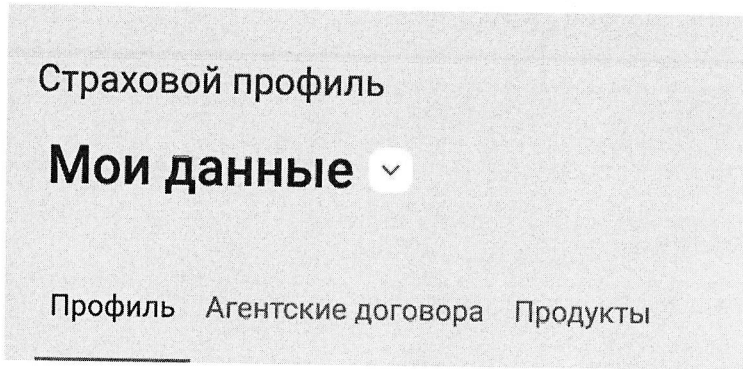 Страховой профиль
Мои данные
Профиль Агентские договора Продукты